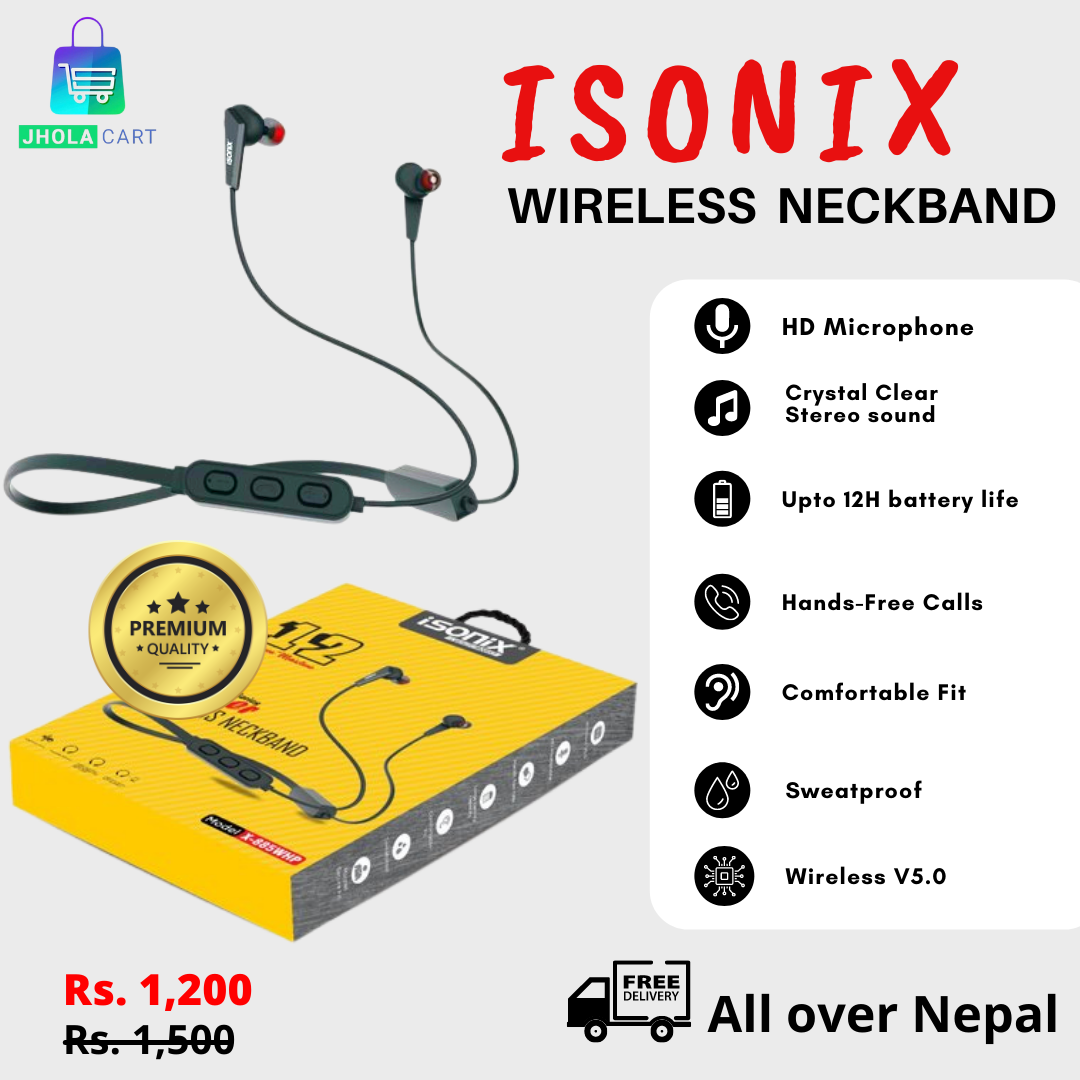 JHOLA CART
ISONIX
WIRELESS NECKBAND
isonix
HD Microphone
Crystal Clear
Stereo sound
Upto 12H battery life
Hands-Free Calls
Comfortable Fit
Sweatproof
Wireless V5.0
PREMIUM
QUALITY
isonix
12
NECKBAND
Model X-885WHP
Rs. 1,200
Rs. 1,500
FREE
DELIVERY
All over Nepal